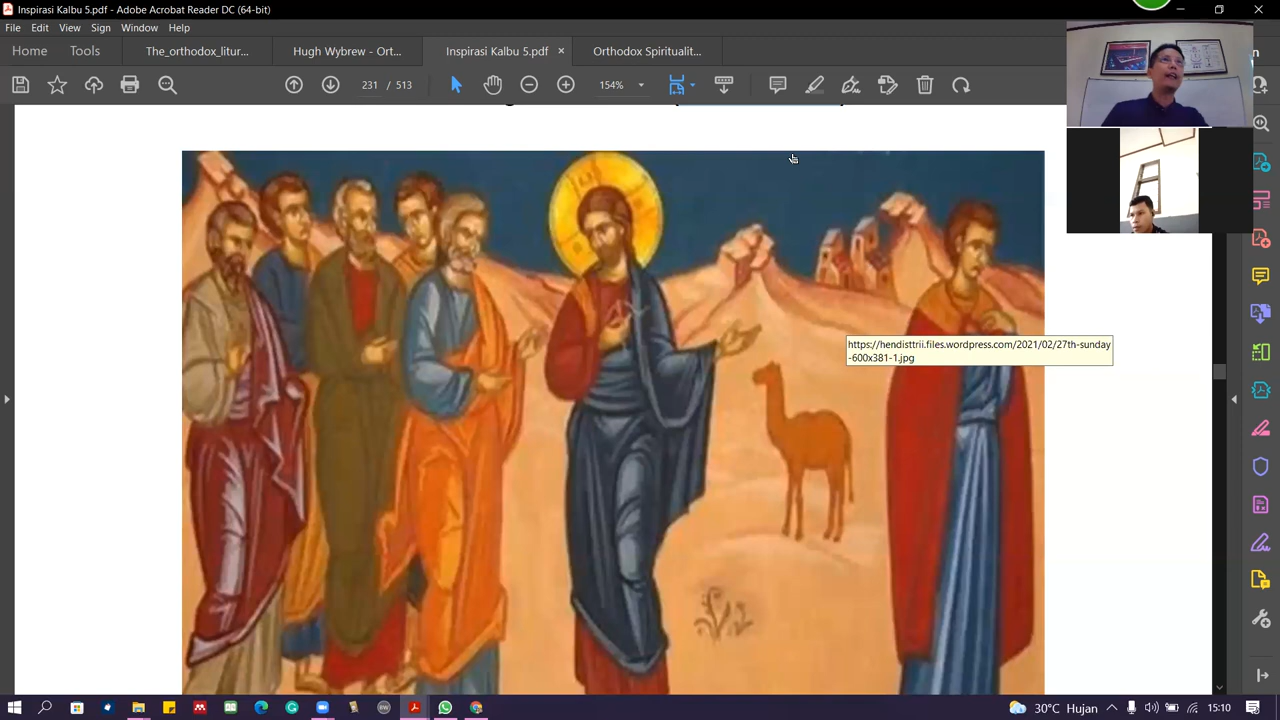 Inspirasi Kalbu 5.pdf - Adobe Acrobat Reader DC (64-bit)
File Edit View Sign Window Help
Home Tools The_orthodox_litur... Hugh Wybrew - Ort... Inspirasi Kalbu 5.pdf × Orthodox Spiritualit...
231 / 513 154%
https://hendisttrii.files.wordpress.com/2021/02/27th-sunday
-600x381-1.jpg
30°C Hujan 15:10